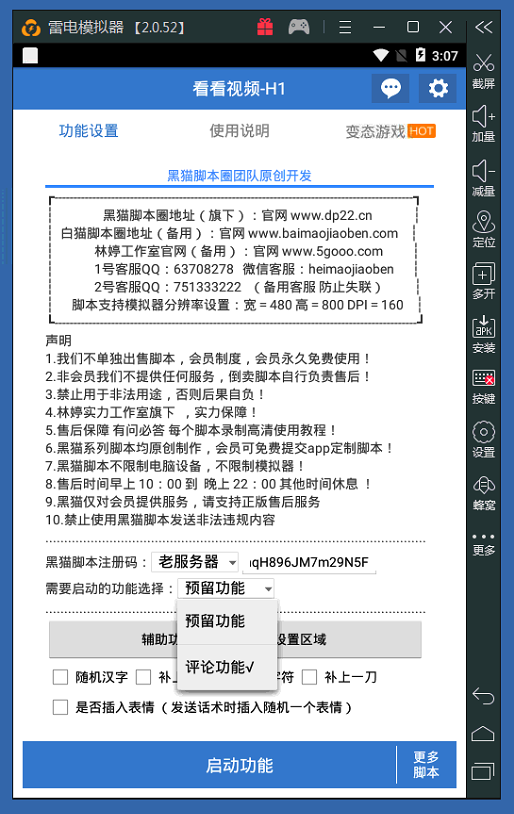 雷电模拟器 【2.0.52】
3:07
看看视频-H1
功能设置 使用说明 变态游戏 HOT
黑猫脚本圈团队原创开发
黑猫脚本圈地址（旗下）：官网 www.dp22.cn
白猫脚本圈地址（备用）：官网 www.baimaojiaoben.com
林婷工作室官网（备用）：官网 www.5gooo.com
1号客服QQ：63708278 微信客服：heimaojiaoben
2号客服QQ：751333222 （备用客服 防止失联）
脚本支持模拟器分辨率设置：宽 = 480 高 = 800 DPI = 160
声明
1.我们不单独出售脚本，会员制度，会员永久免费使用！
2.非会员我们不提供任何服务，倒卖脚本自行负责售后！
3.禁止用于非法用途，否则后果自负！
4.林婷实力工作室旗下 ，实力保障！
5.售后保障 有问必答 每个脚本录制高清使用教程！
6.黑猫系列脚本均原创制作，会员可免费提交app定制脚本！
7.黑猫脚本不限制电脑设备，不限制模拟器！
8.售后时间早上 10：00 到 晚上 22：00 其他时间休息 ！
9.黑猫仅对会员提供服务，请支持正版售后服务
10.禁止使用黑猫脚本发送非法违规内容
黑猫脚本注册码： 老服务器 qH896JM7m29N5F
需要启动的功能选择： 预留功能
预留功能
评论功能√
辅助功 设置区域
随机汉字 补上 字符 补上一刀
是否插入表情（发送话术时插入随机一个表情）
启动功能
更多
脚本
截屏
加量
减量
定位
多开
APK
安装
按键
设置
蜂窝
更多